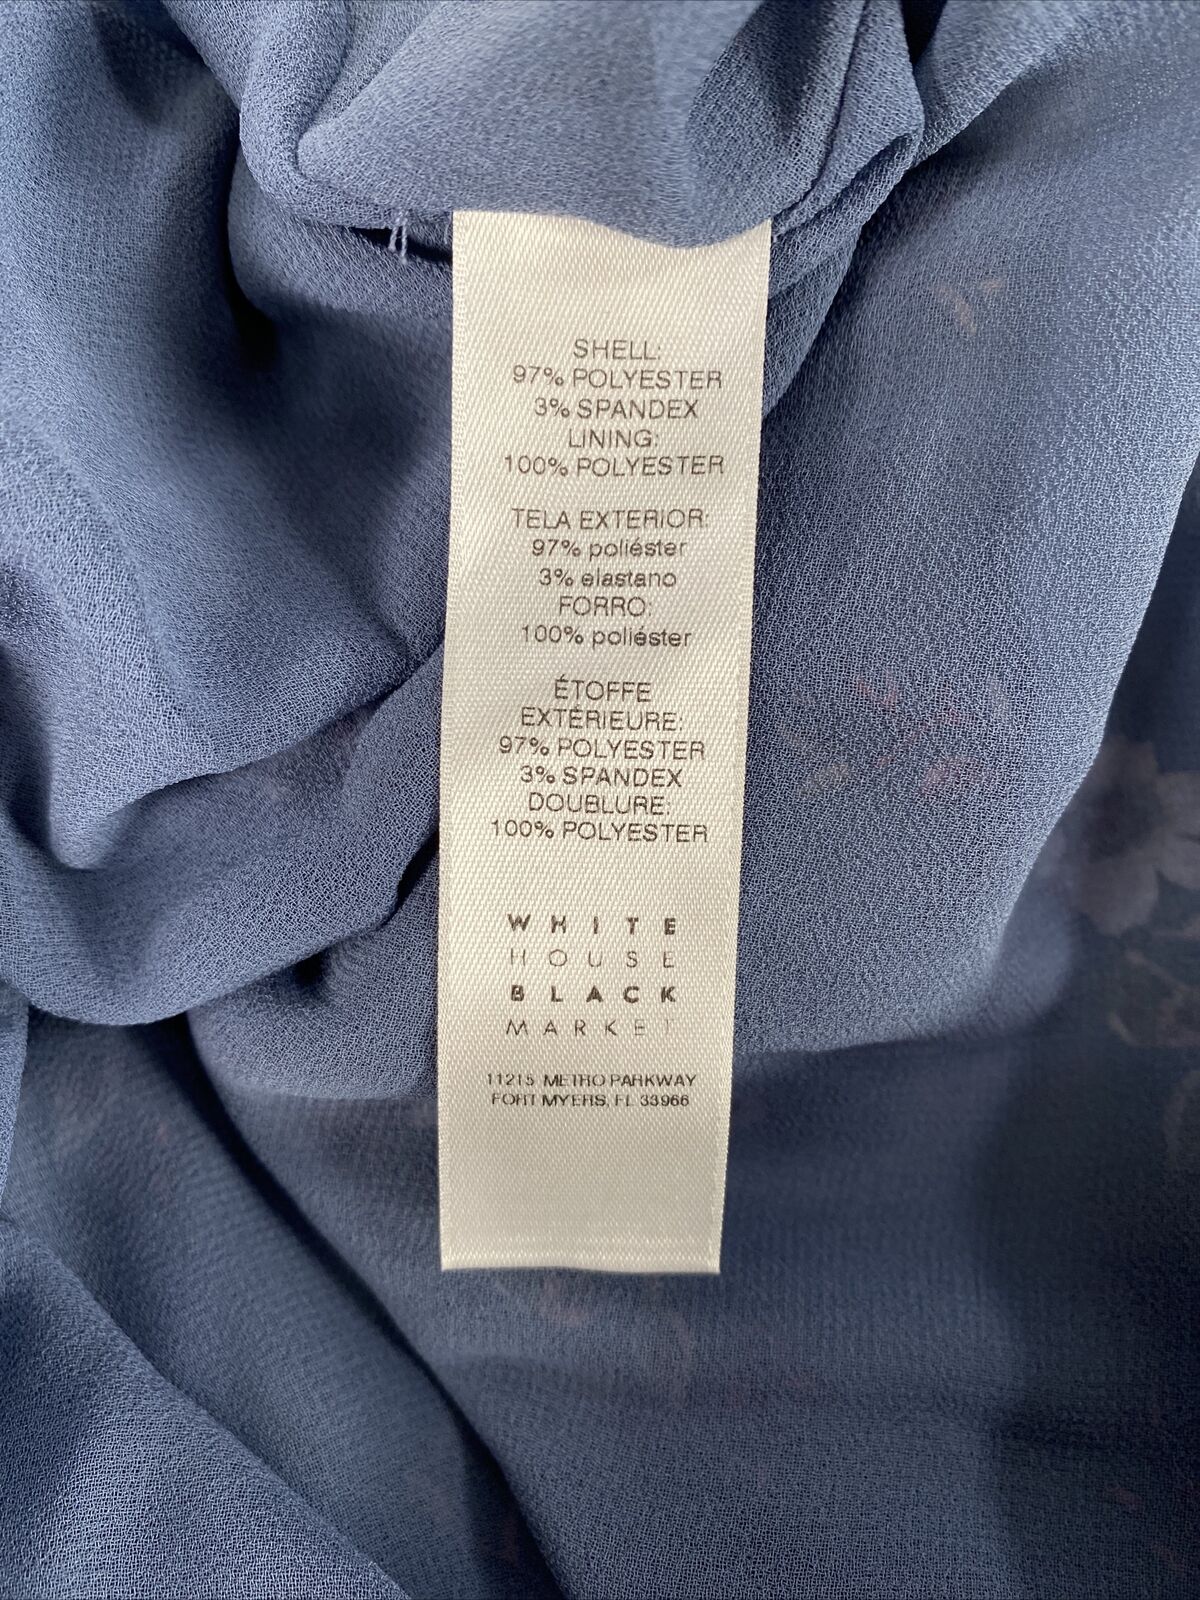 SHELL:
97% POLYESTER
3% SPANDEX
LINING:
100% POLYESTER
TELA EXTERIOR:
97% poliéster
3% elastano
FORRO:
100% poliéster
ÉTOFFE
EXTÉRIEURE:
97% POLYESTER
3% SPANDEX
DOUBLURE:
100% POLYESTER
WHITE
HOUSE
BLACK
MARKET
11215 METRO PARKWAY
FORT MYERS, FL 33966